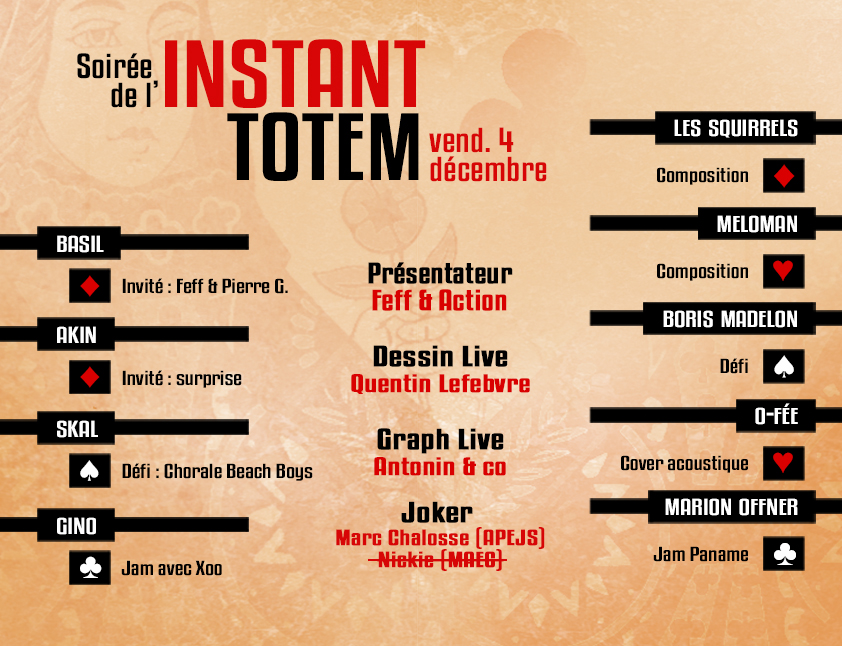 Soirée
de l'
INSTANT
TOTEM
vend. 4
décembre
BASIL
Invité : Feff & Pierre G.
AKIN
Invité : surprise
SKAL
Défi : Chorale Beach Boys
GINO
Jam avec Xoo
Présentateur
Feff & Action
Dessin Live
Quentin Lefebvre
Graph Live
Antonin & co
Joker
Marc Chalosse (APEJS)
Nickie (MAEG)
LES SQUIRRELS
Composition
MELOMAN
Composition
BORIS MADELON
Défi
O-FÉE
Cover acoustique
MARION OFFNER
Jam Paname